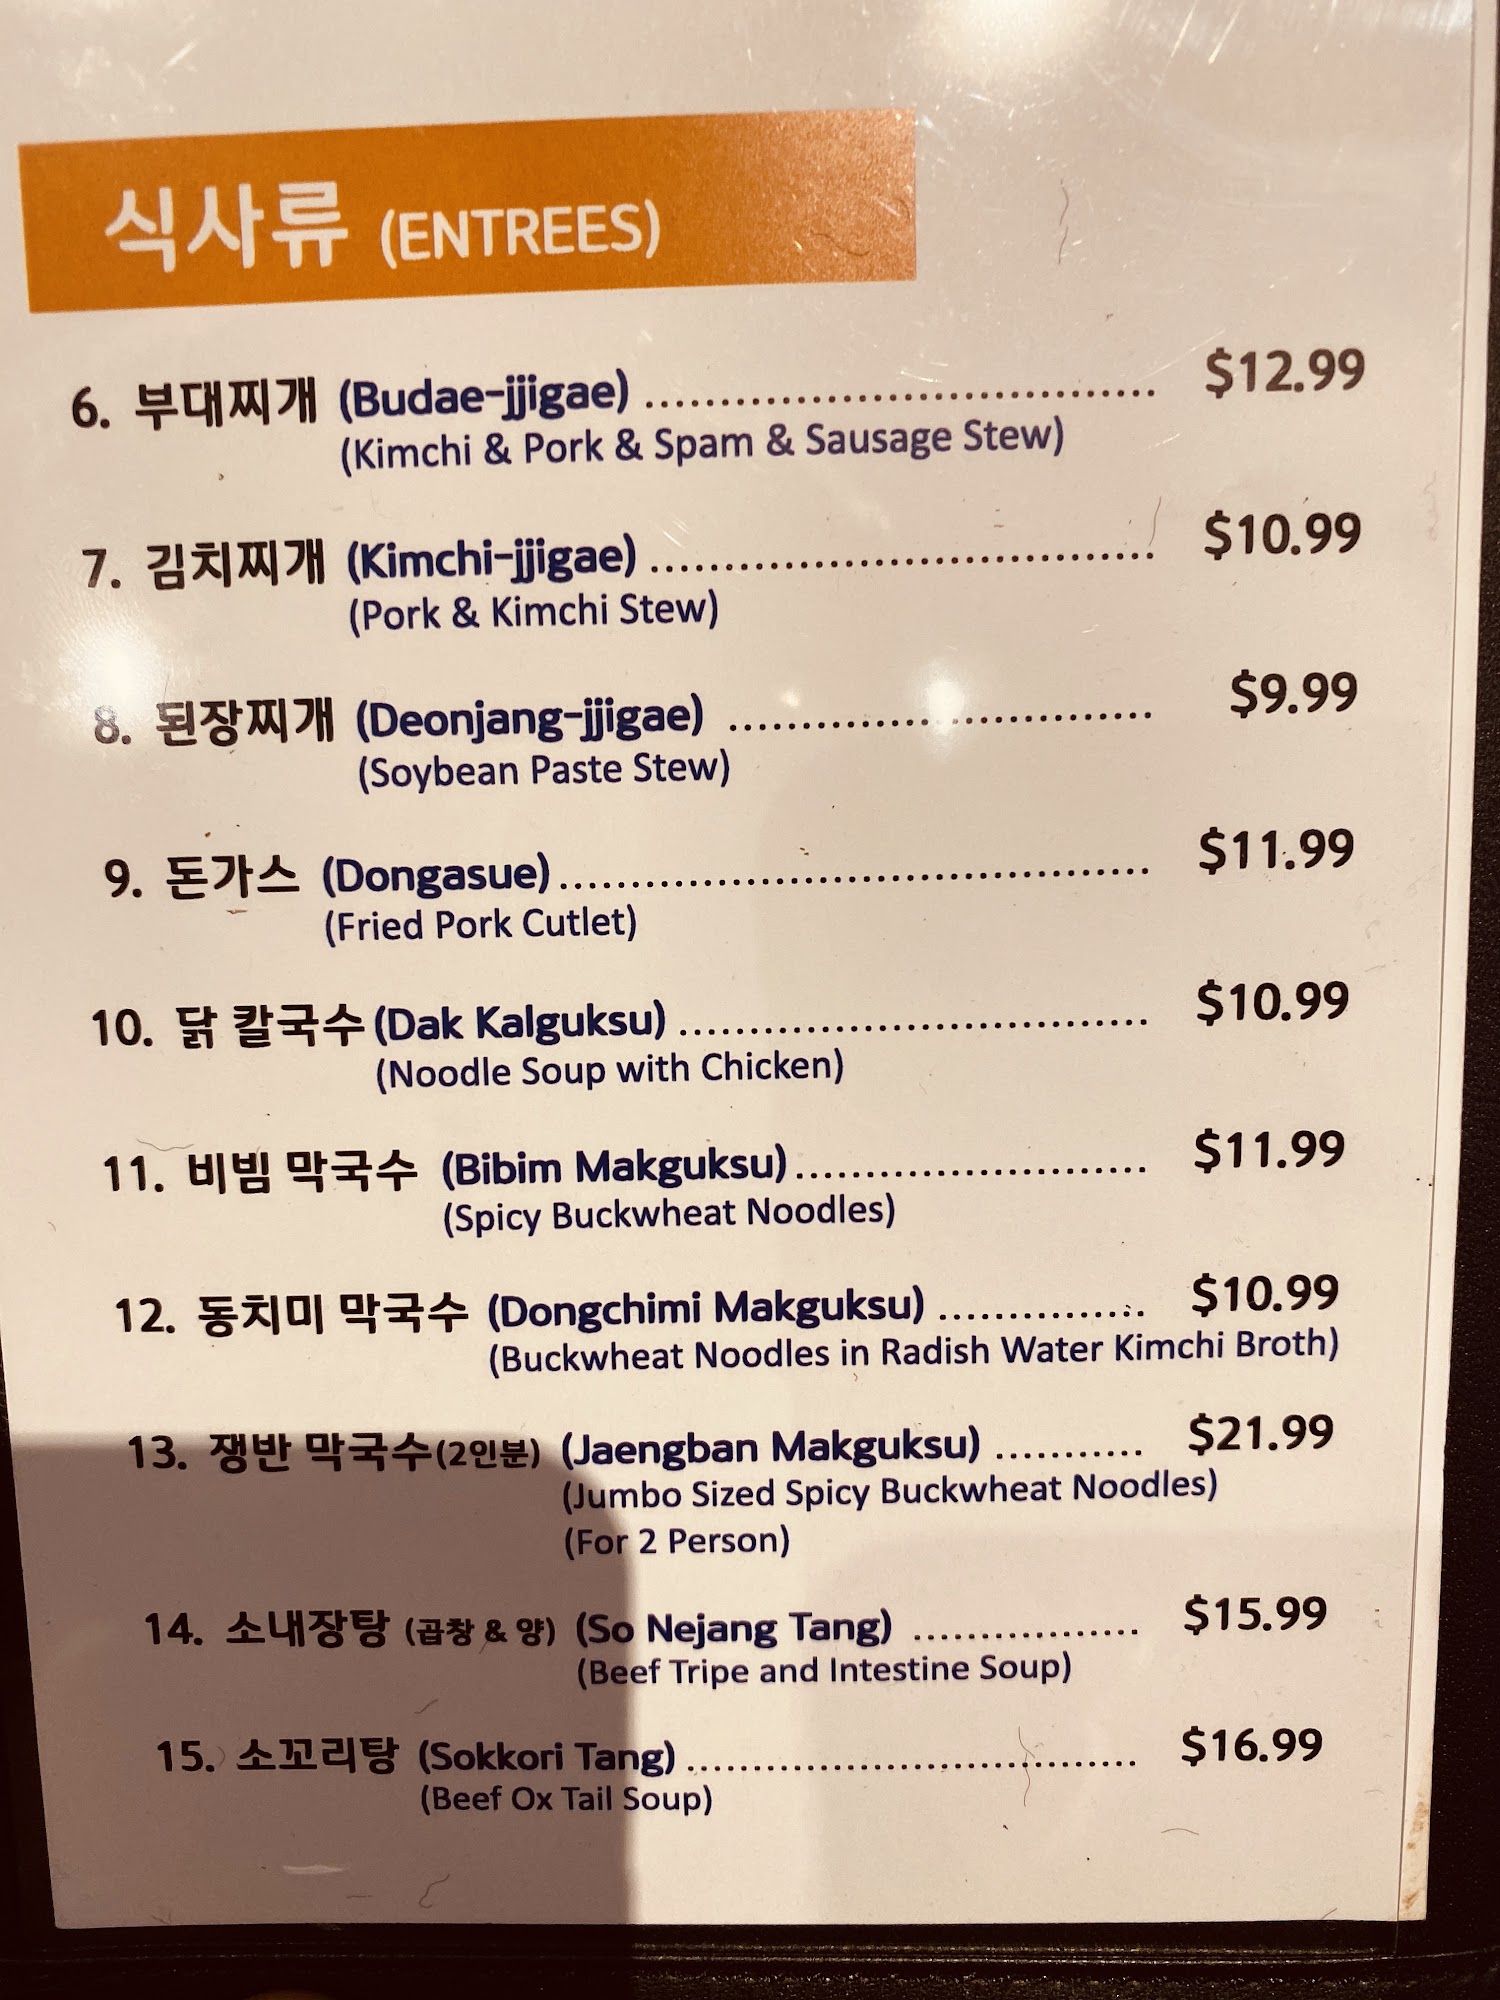 식사류 (ENTREES)
6. 부대찌개 (Budae-jjigae) .................................. $12.99
(Kimchi & Pork & Spam & Sausage Stew)
7. 김치찌개 (Kimchi-jjigae) .................................. $10.99
(Pork & Kimchi Stew)
8. 된장찌개 (Deonjang-jjigae) ............................ $9.99
(Soybean Paste Stew)
9. 돈가스 (Dongasue) ......................................... $11.99
(Fried Pork Cutlet)
10. 닭 칼국수 (Dak Kalguksu) ................................. $10.99
(Noodle Soup with Chicken)
11. 비빔 막국수 (Bibim Makguksu) ......................... $11.99
(Spicy Buckwheat Noodles)
12. 동치미 막국수 (Dongchimi Makguksu) ............... $10.99
(Buckwheat Noodles in Radish Water Kimchi Broth)
13. 쟁반 막국수(2인분) (Jaengban Makguksu) ........... $21.99
(Jumbo Sized Spicy Buckwheat Noodles)
(For 2 Person)
14. 소내장탕 (곱창 & 양) (So Nejang Tang) ................. $15.99
(Beef Tripe and Intestine Soup)
15. 소꼬리탕 (Sokkori Tang) .................................. $16.99
(Beef Ox Tail Soup)